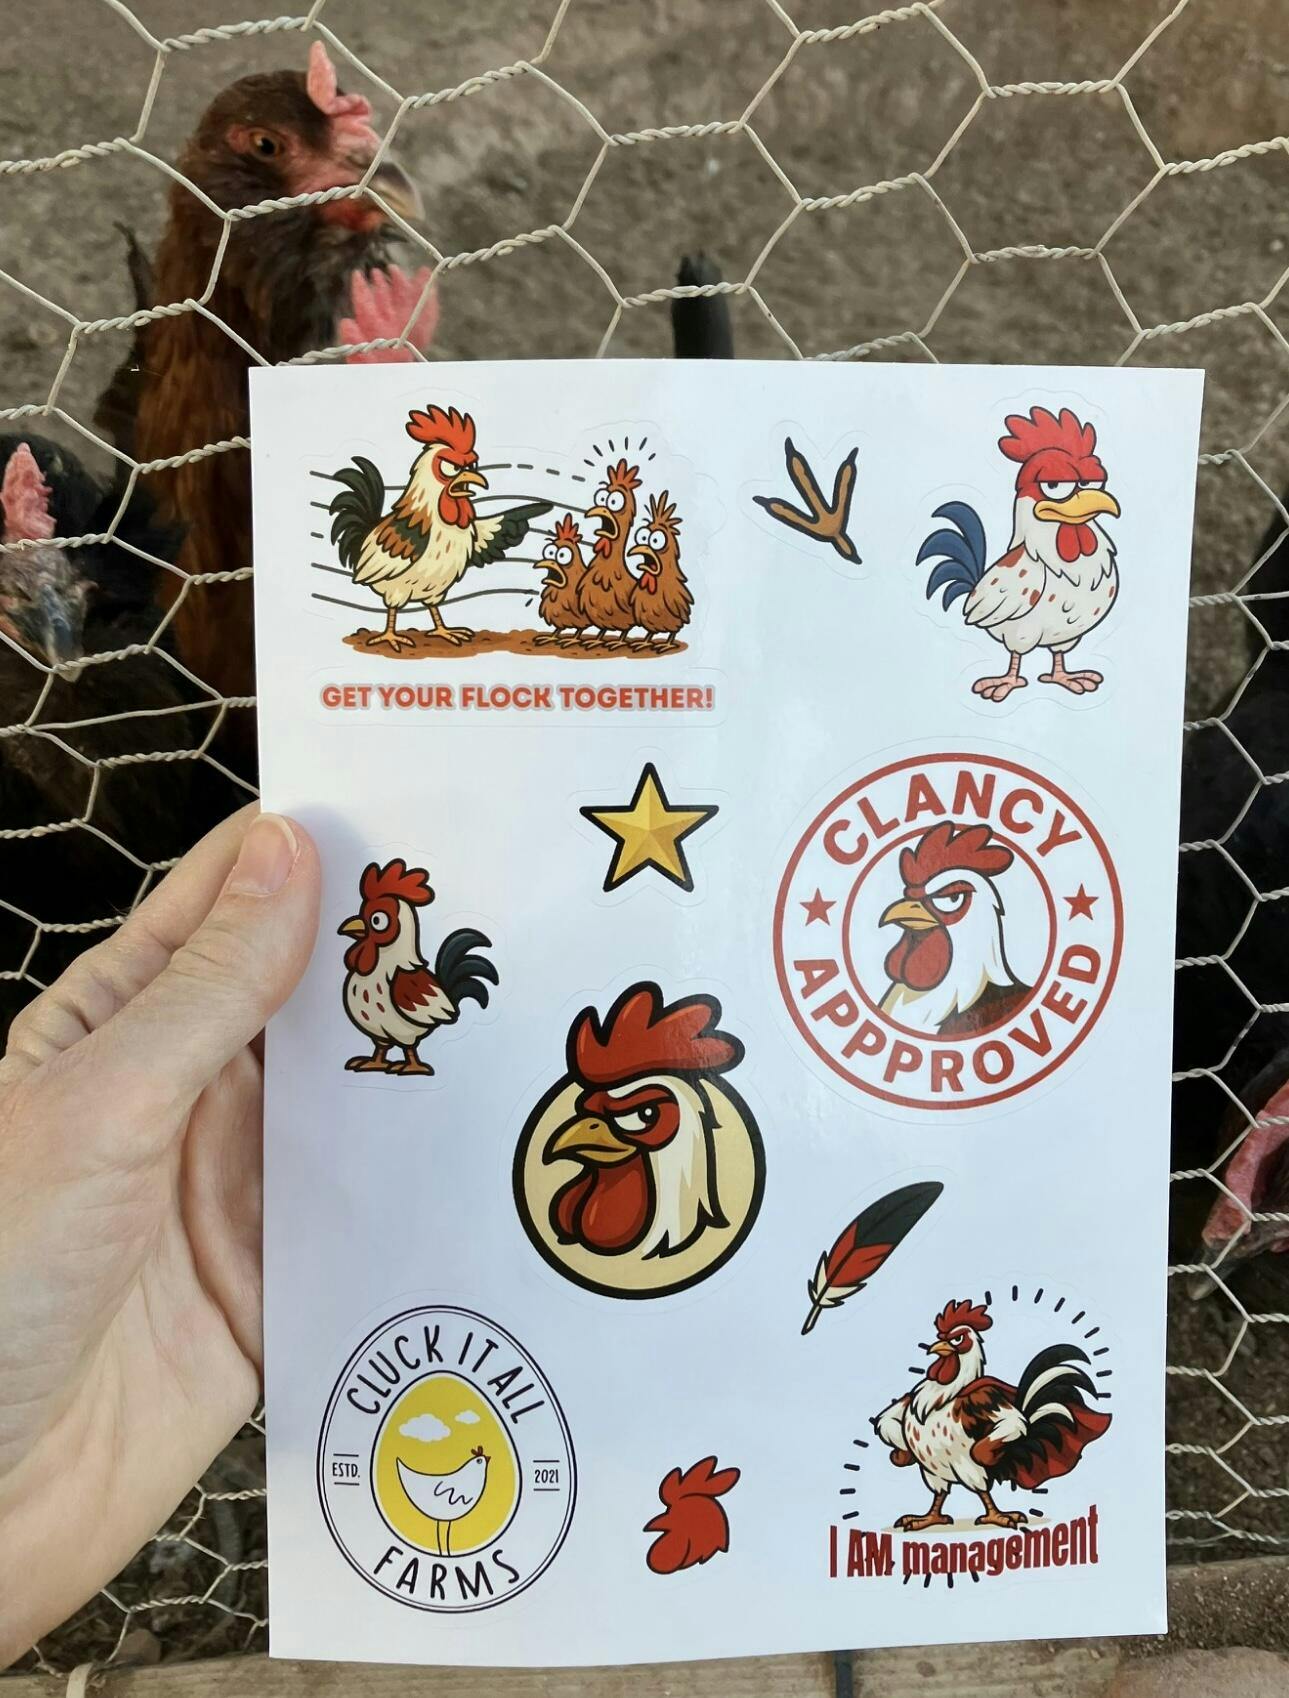 GET YOUR FLOCK TOGETHER!
CLANCY
APPPROVED
CLUCK IT ALL
ESTD.
2021
FARMS
I AM management